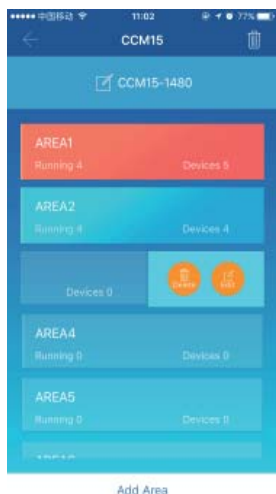 中国移动 11:02 77%
CCM15
CCM15-1480
AREA1
Running 4 Devices 5
AREA2
Running 4 Devices 4
Devices 0 Delete Edit
AREA4
Running 0 Devices 0
AREA5
Running 0 Devices 0
Add Area